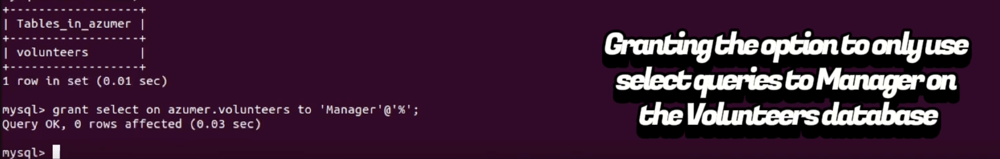 +------------------+
| Tables_in_azumer |
+------------------+
| volunteers       |
+------------------+
1 row in set (0.01 sec)
mysql> grant select on azumer.volunteers to 'Manager'@'%';
Query OK, 0 rows affected (0.03 sec)
mysql>
Granting the option to only use
select queries to Manager on
the Volunteers database